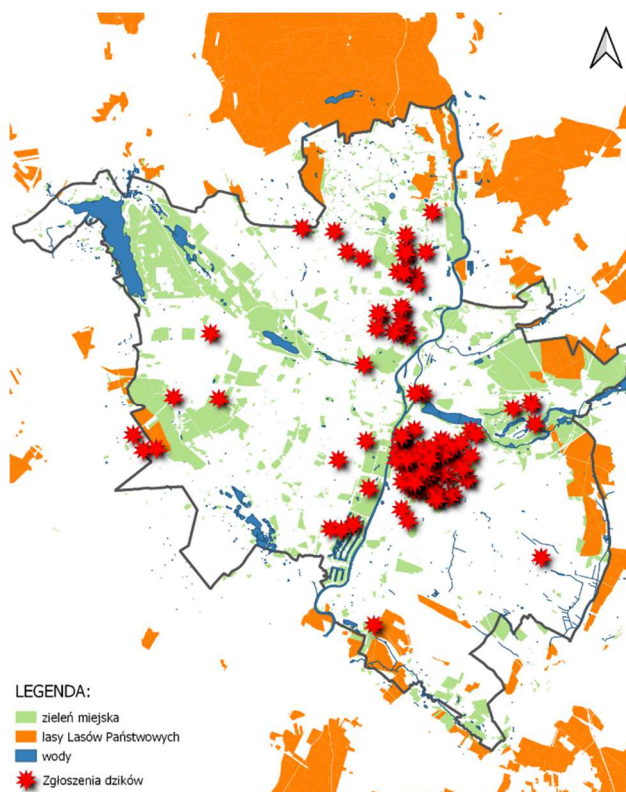 LEGENDA:
zieleń miejska
lasy Lasów Państwowych
wody
Zgłoszenia dzików